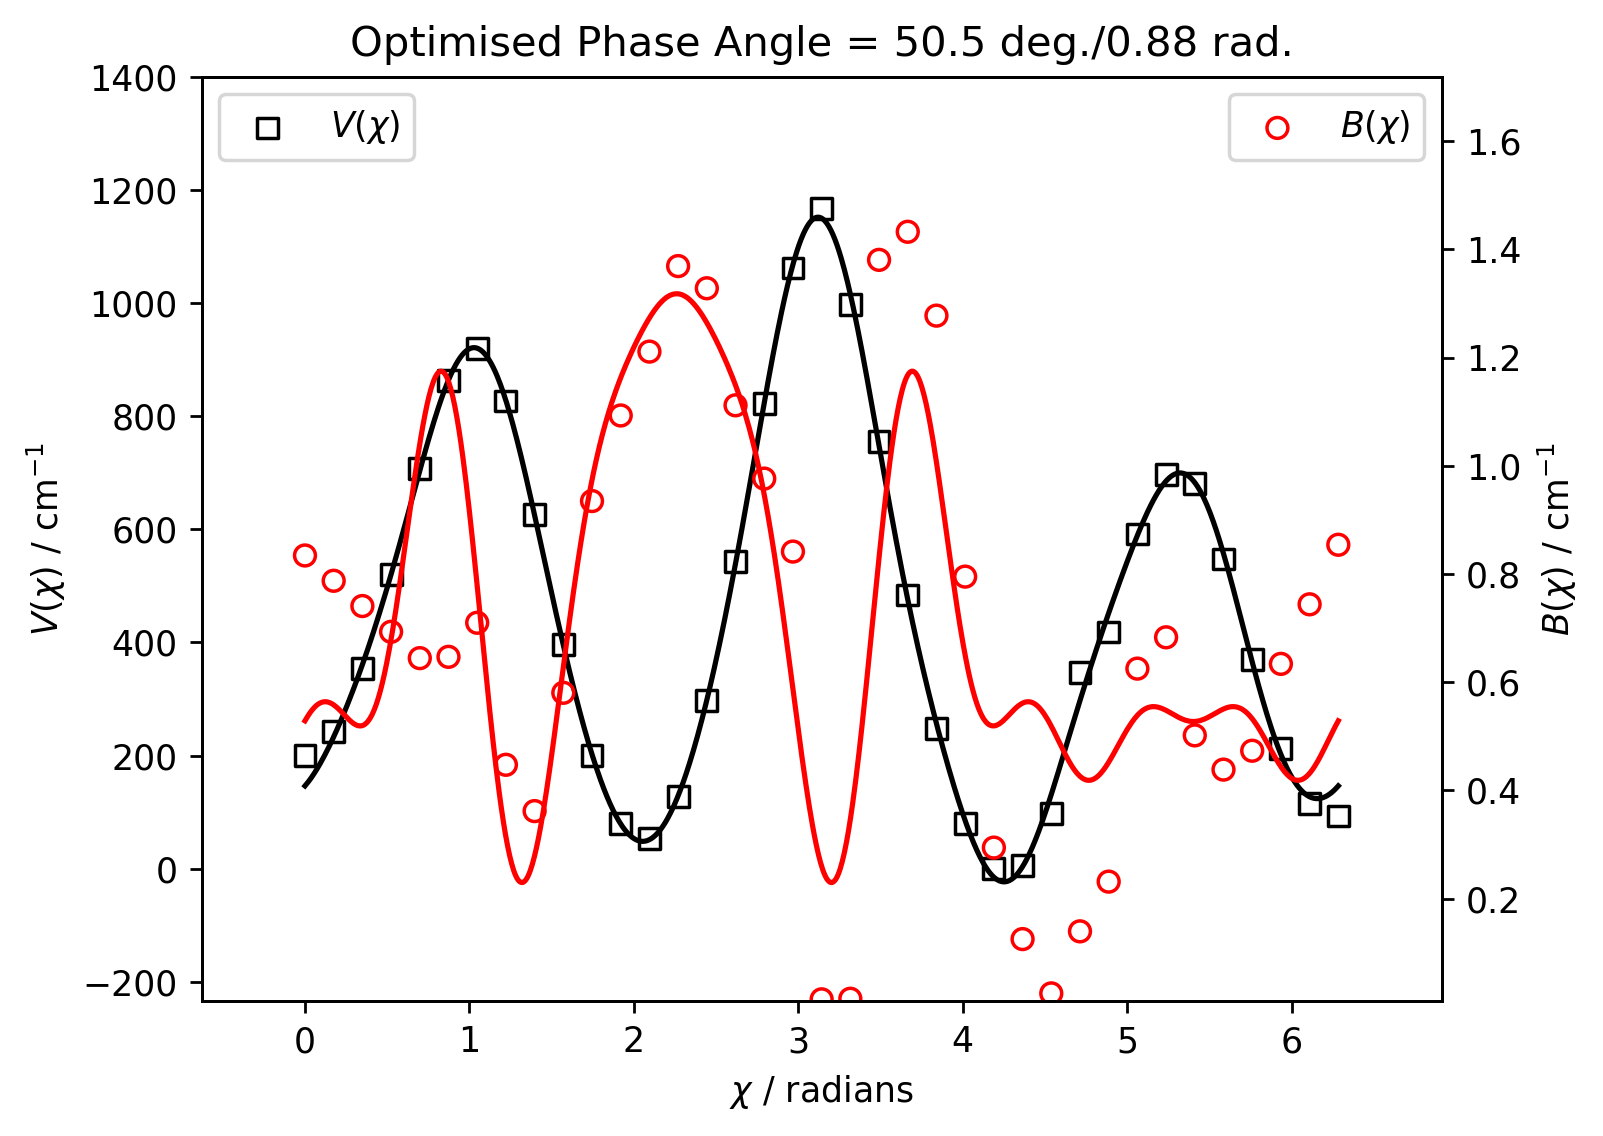 Optimised Phase Angle = 50.5 deg./0.88 rad.
V(χ)
B(χ)
1400
1200
1000
800
600
400
200
0
−200
V(χ) / cm⁻¹
1.6
1.4
1.2
1.0
0.8
0.6
0.4
0.2
B(χ) / cm⁻¹
0 1 2 3 4 5 6
χ / radians